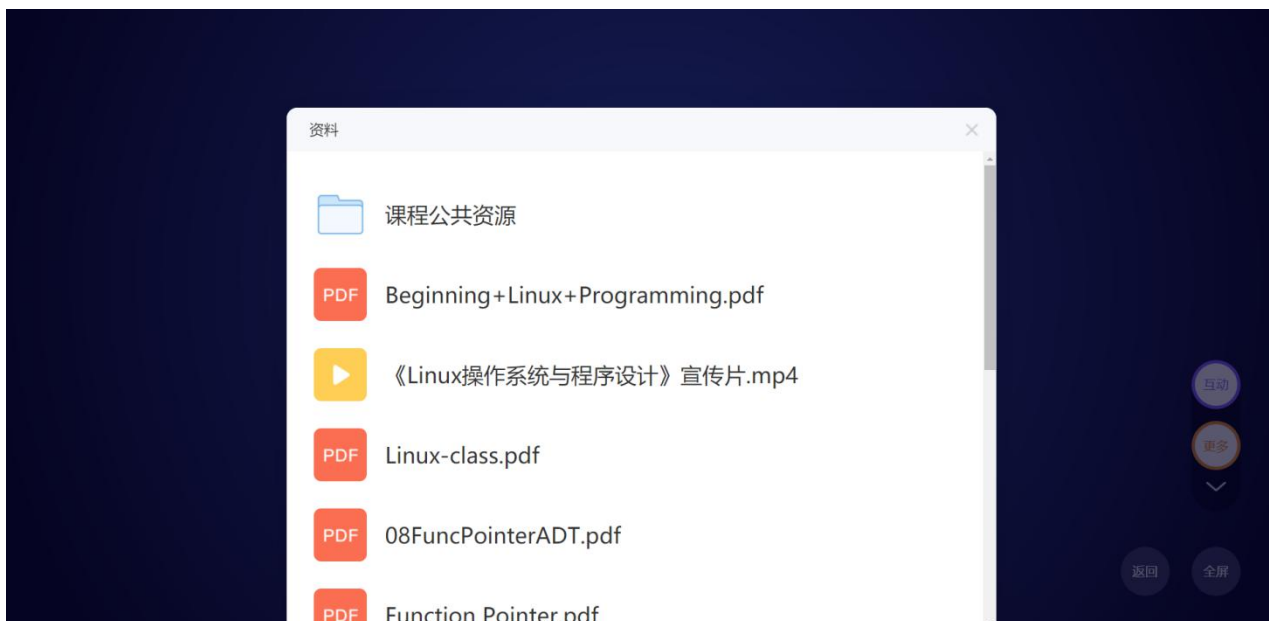 资料
课程公共资源
PDF
Beginning+Linux+Programming.pdf
《Linux操作系统与程序设计》宣传片.mp4
PDF
Linux-class.pdf
PDF
08FuncPointerADT.pdf
PDF
Function Pointer.pdf
互动
更多
返回
全屏